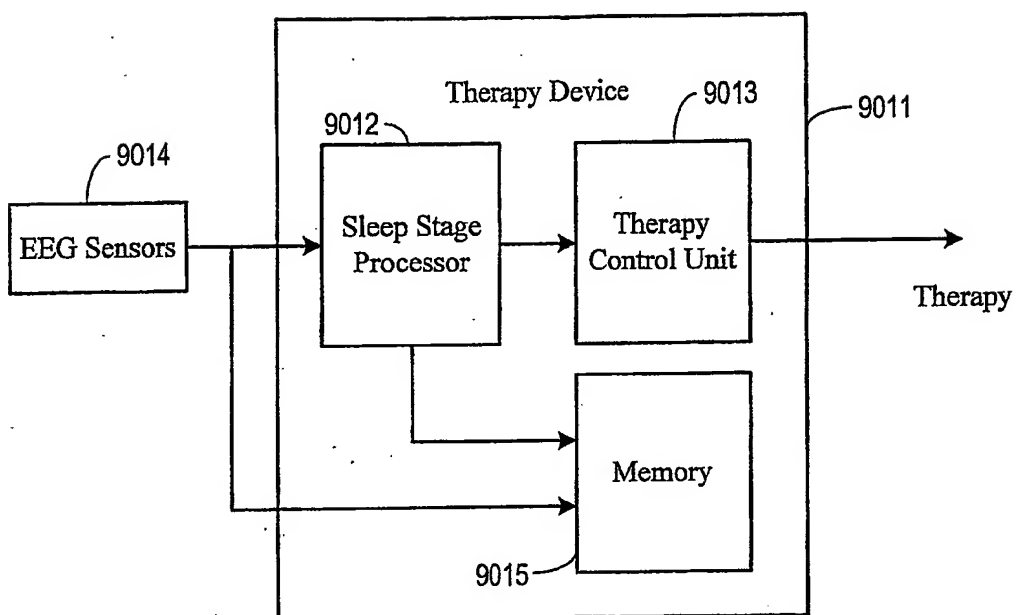 Therapy Device
9012
9013
9011
9014
EEG Sensors
Sleep Stage
Processor
Therapy
Control Unit
Therapy
Memory
9015